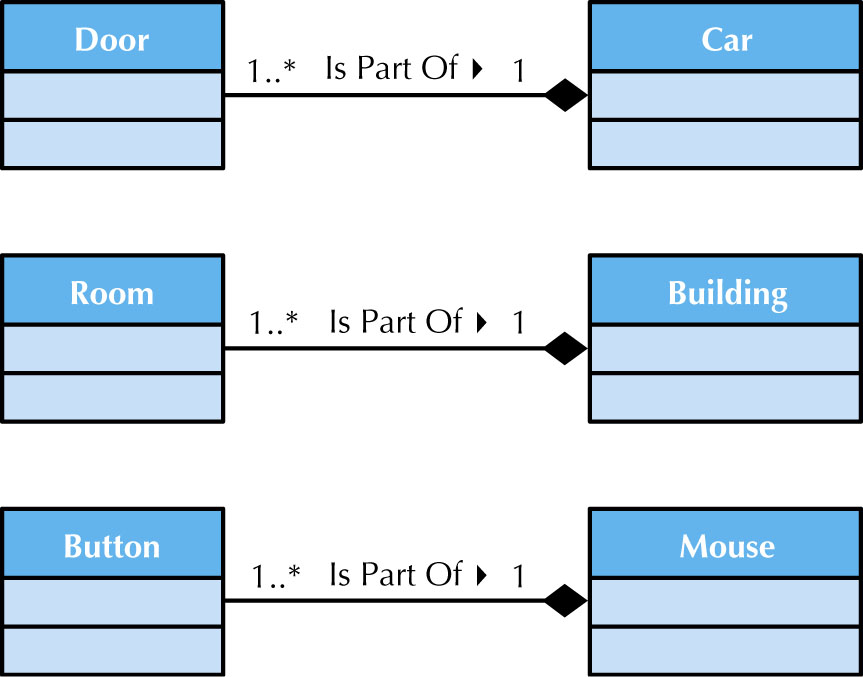 Door
1..* Is Part Of ▶ 1
Car
Room
1..* Is Part Of ▶ 1
Building
Button
1..* Is Part Of ▶ 1
Mouse